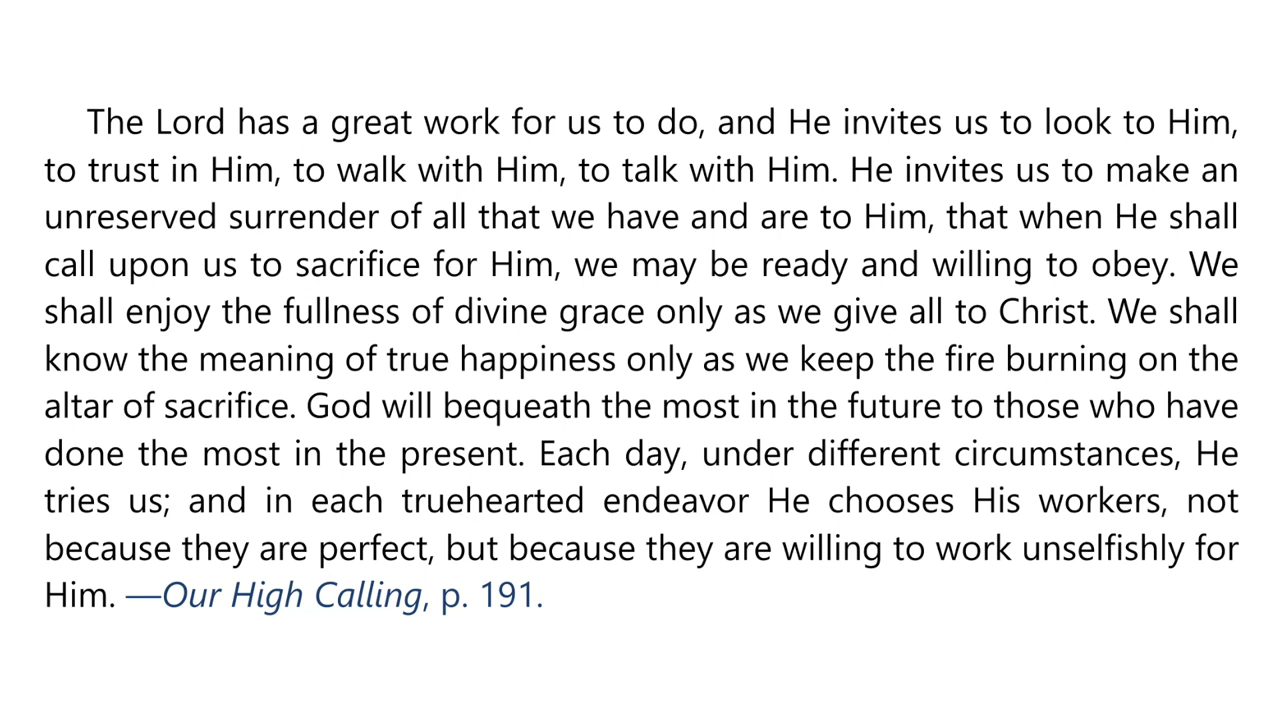 The Lord has a great work for us to do, and He invites us to look to Him,
to trust in Him, to walk with Him, to talk with Him. He invites us to make an
unreserved surrender of all that we have and are to Him, that when He shall
call upon us to sacrifice for Him, we may be ready and willing to obey. We
shall enjoy the fullness of divine grace only as we give all to Christ. We shall
know the meaning of true happiness only as we keep the fire burning on the
altar of sacrifice. God will bequeath the most in the future to those who have
done the most in the present. Each day, under different circumstances, He
tries us; and in each truehearted endeavor He chooses His workers, not
because they are perfect, but because they are willing to work unselfishly for
Him. —Our High Calling, p. 191.